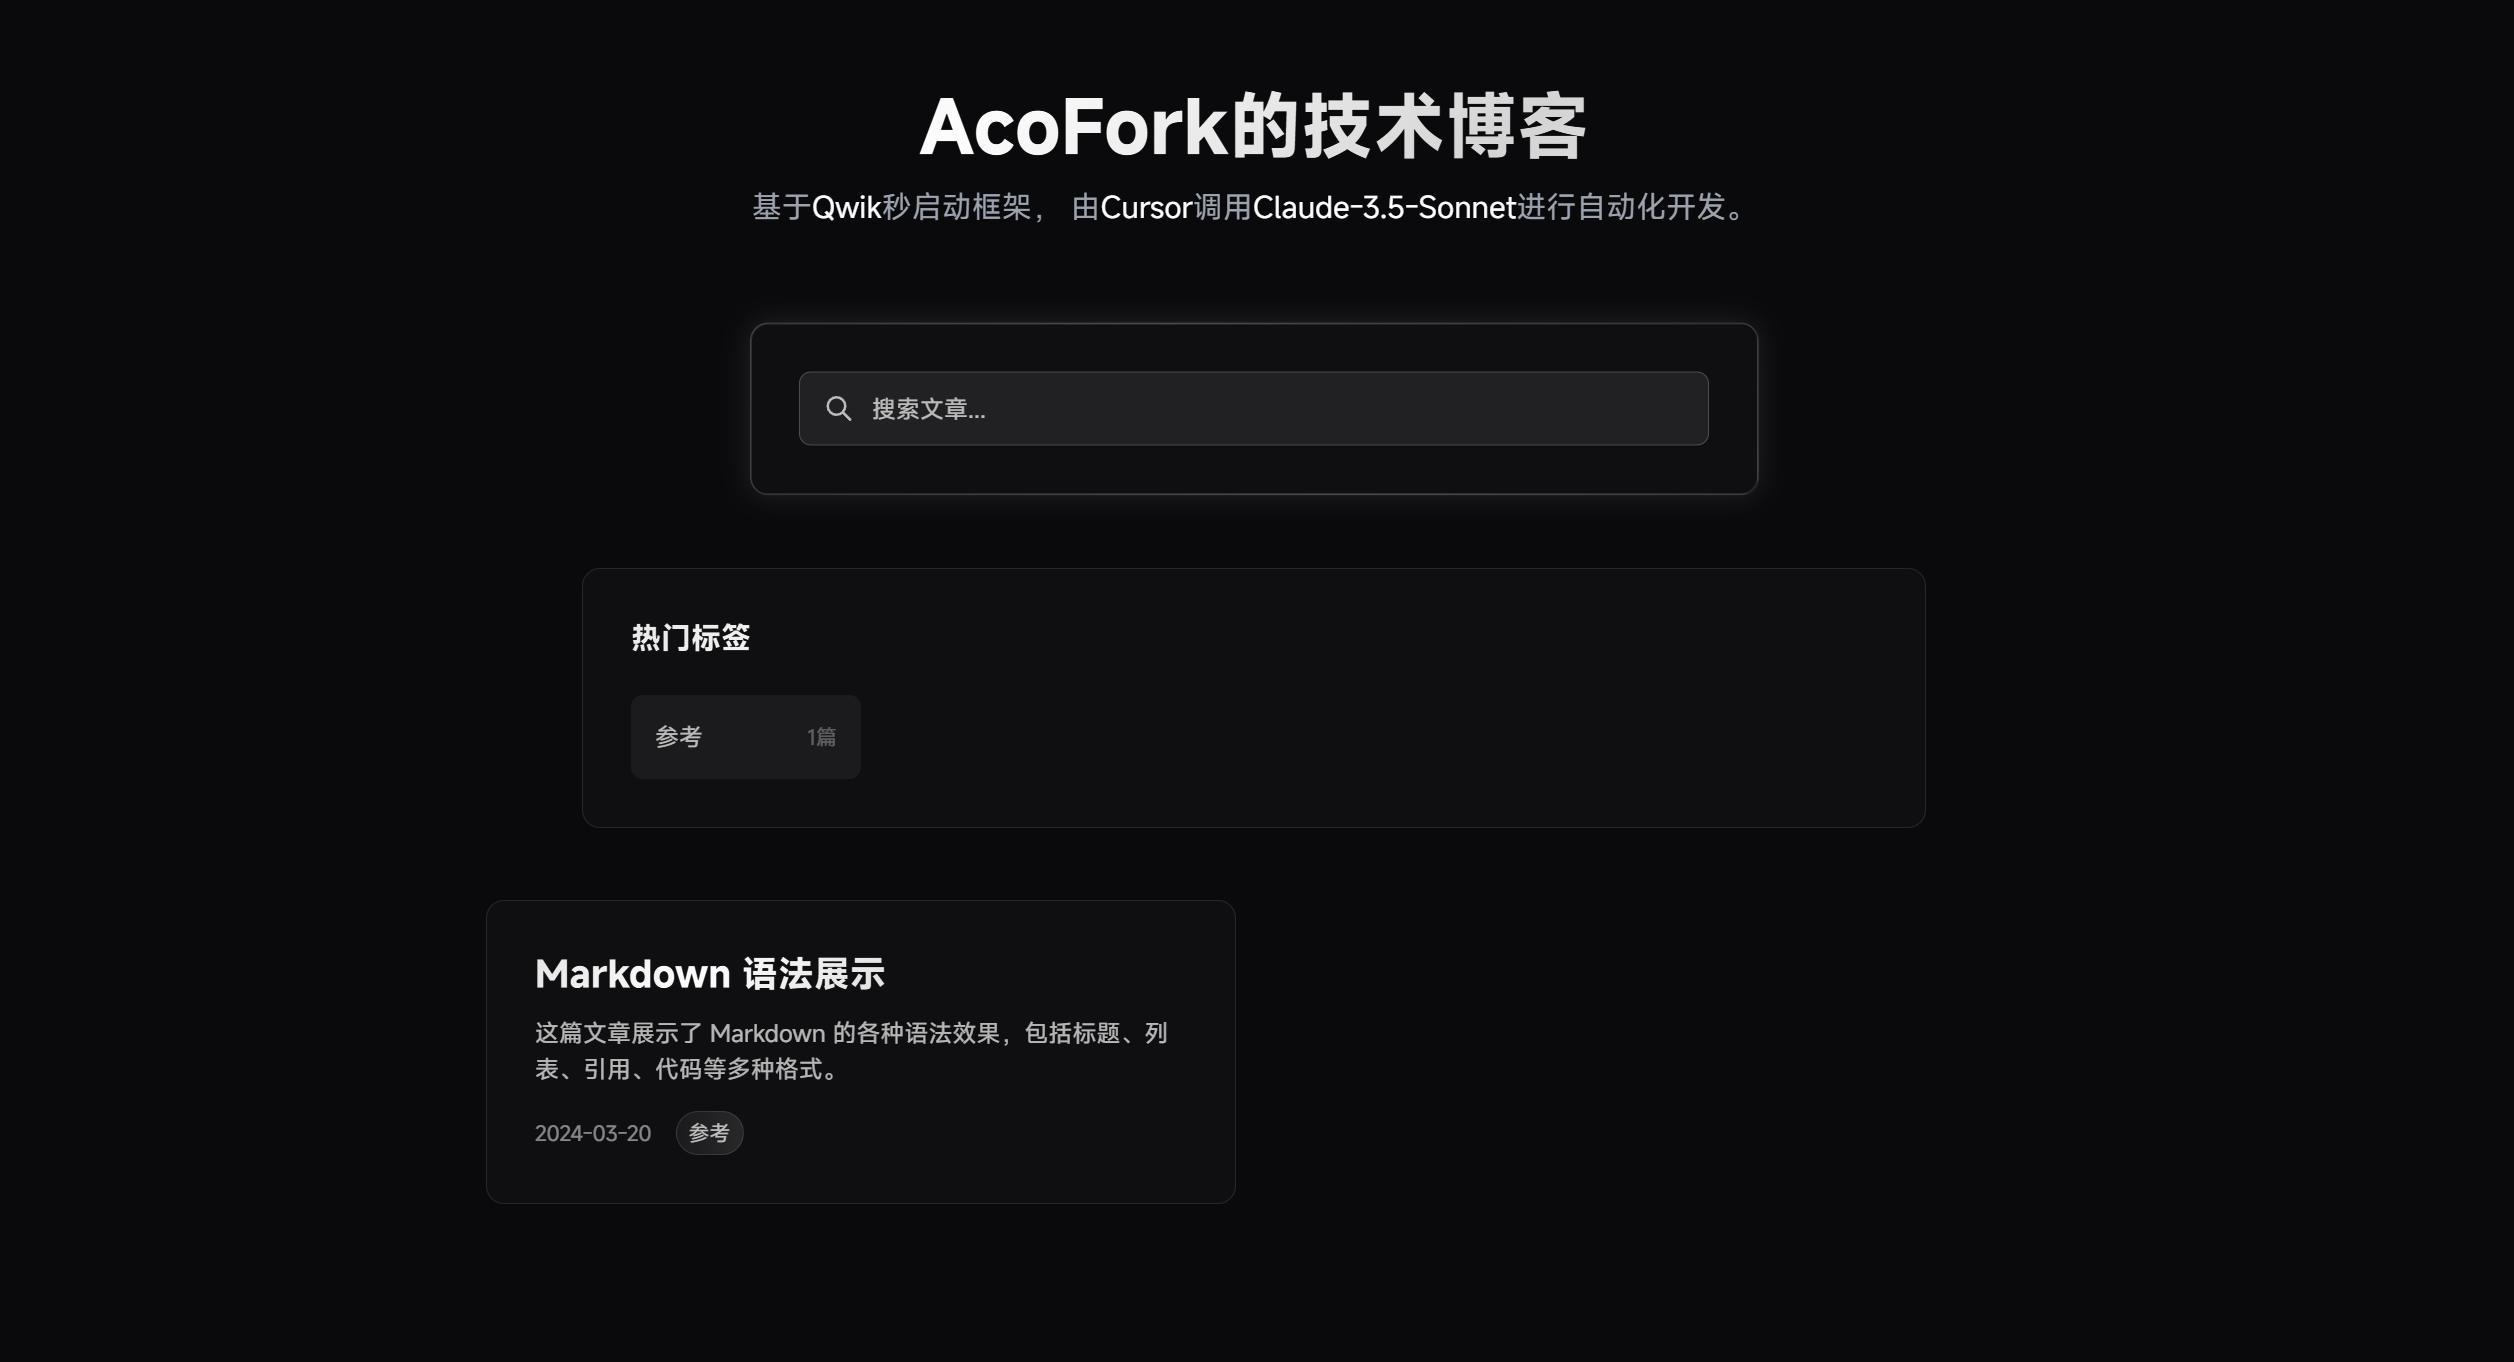 AcoFork的技术博客
基于Qwik秒启动框架， 由Cursor调用Claude-3.5-Sonnet进行自动化开发。
搜索文章...
热门标签
参考 1篇
Markdown 语法展示
这篇文章展示了 Markdown 的各种语法效果，包括标题、列
表、引用、代码等多种格式。
2024-03-20 参考